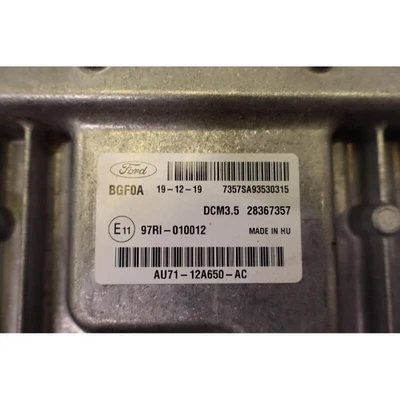 Ford
BGF0A 19-12-19 7357SA93530315
DCM3.5 28367357
E11 97RI-010012 MADE IN HU
AU71-12A650-AC